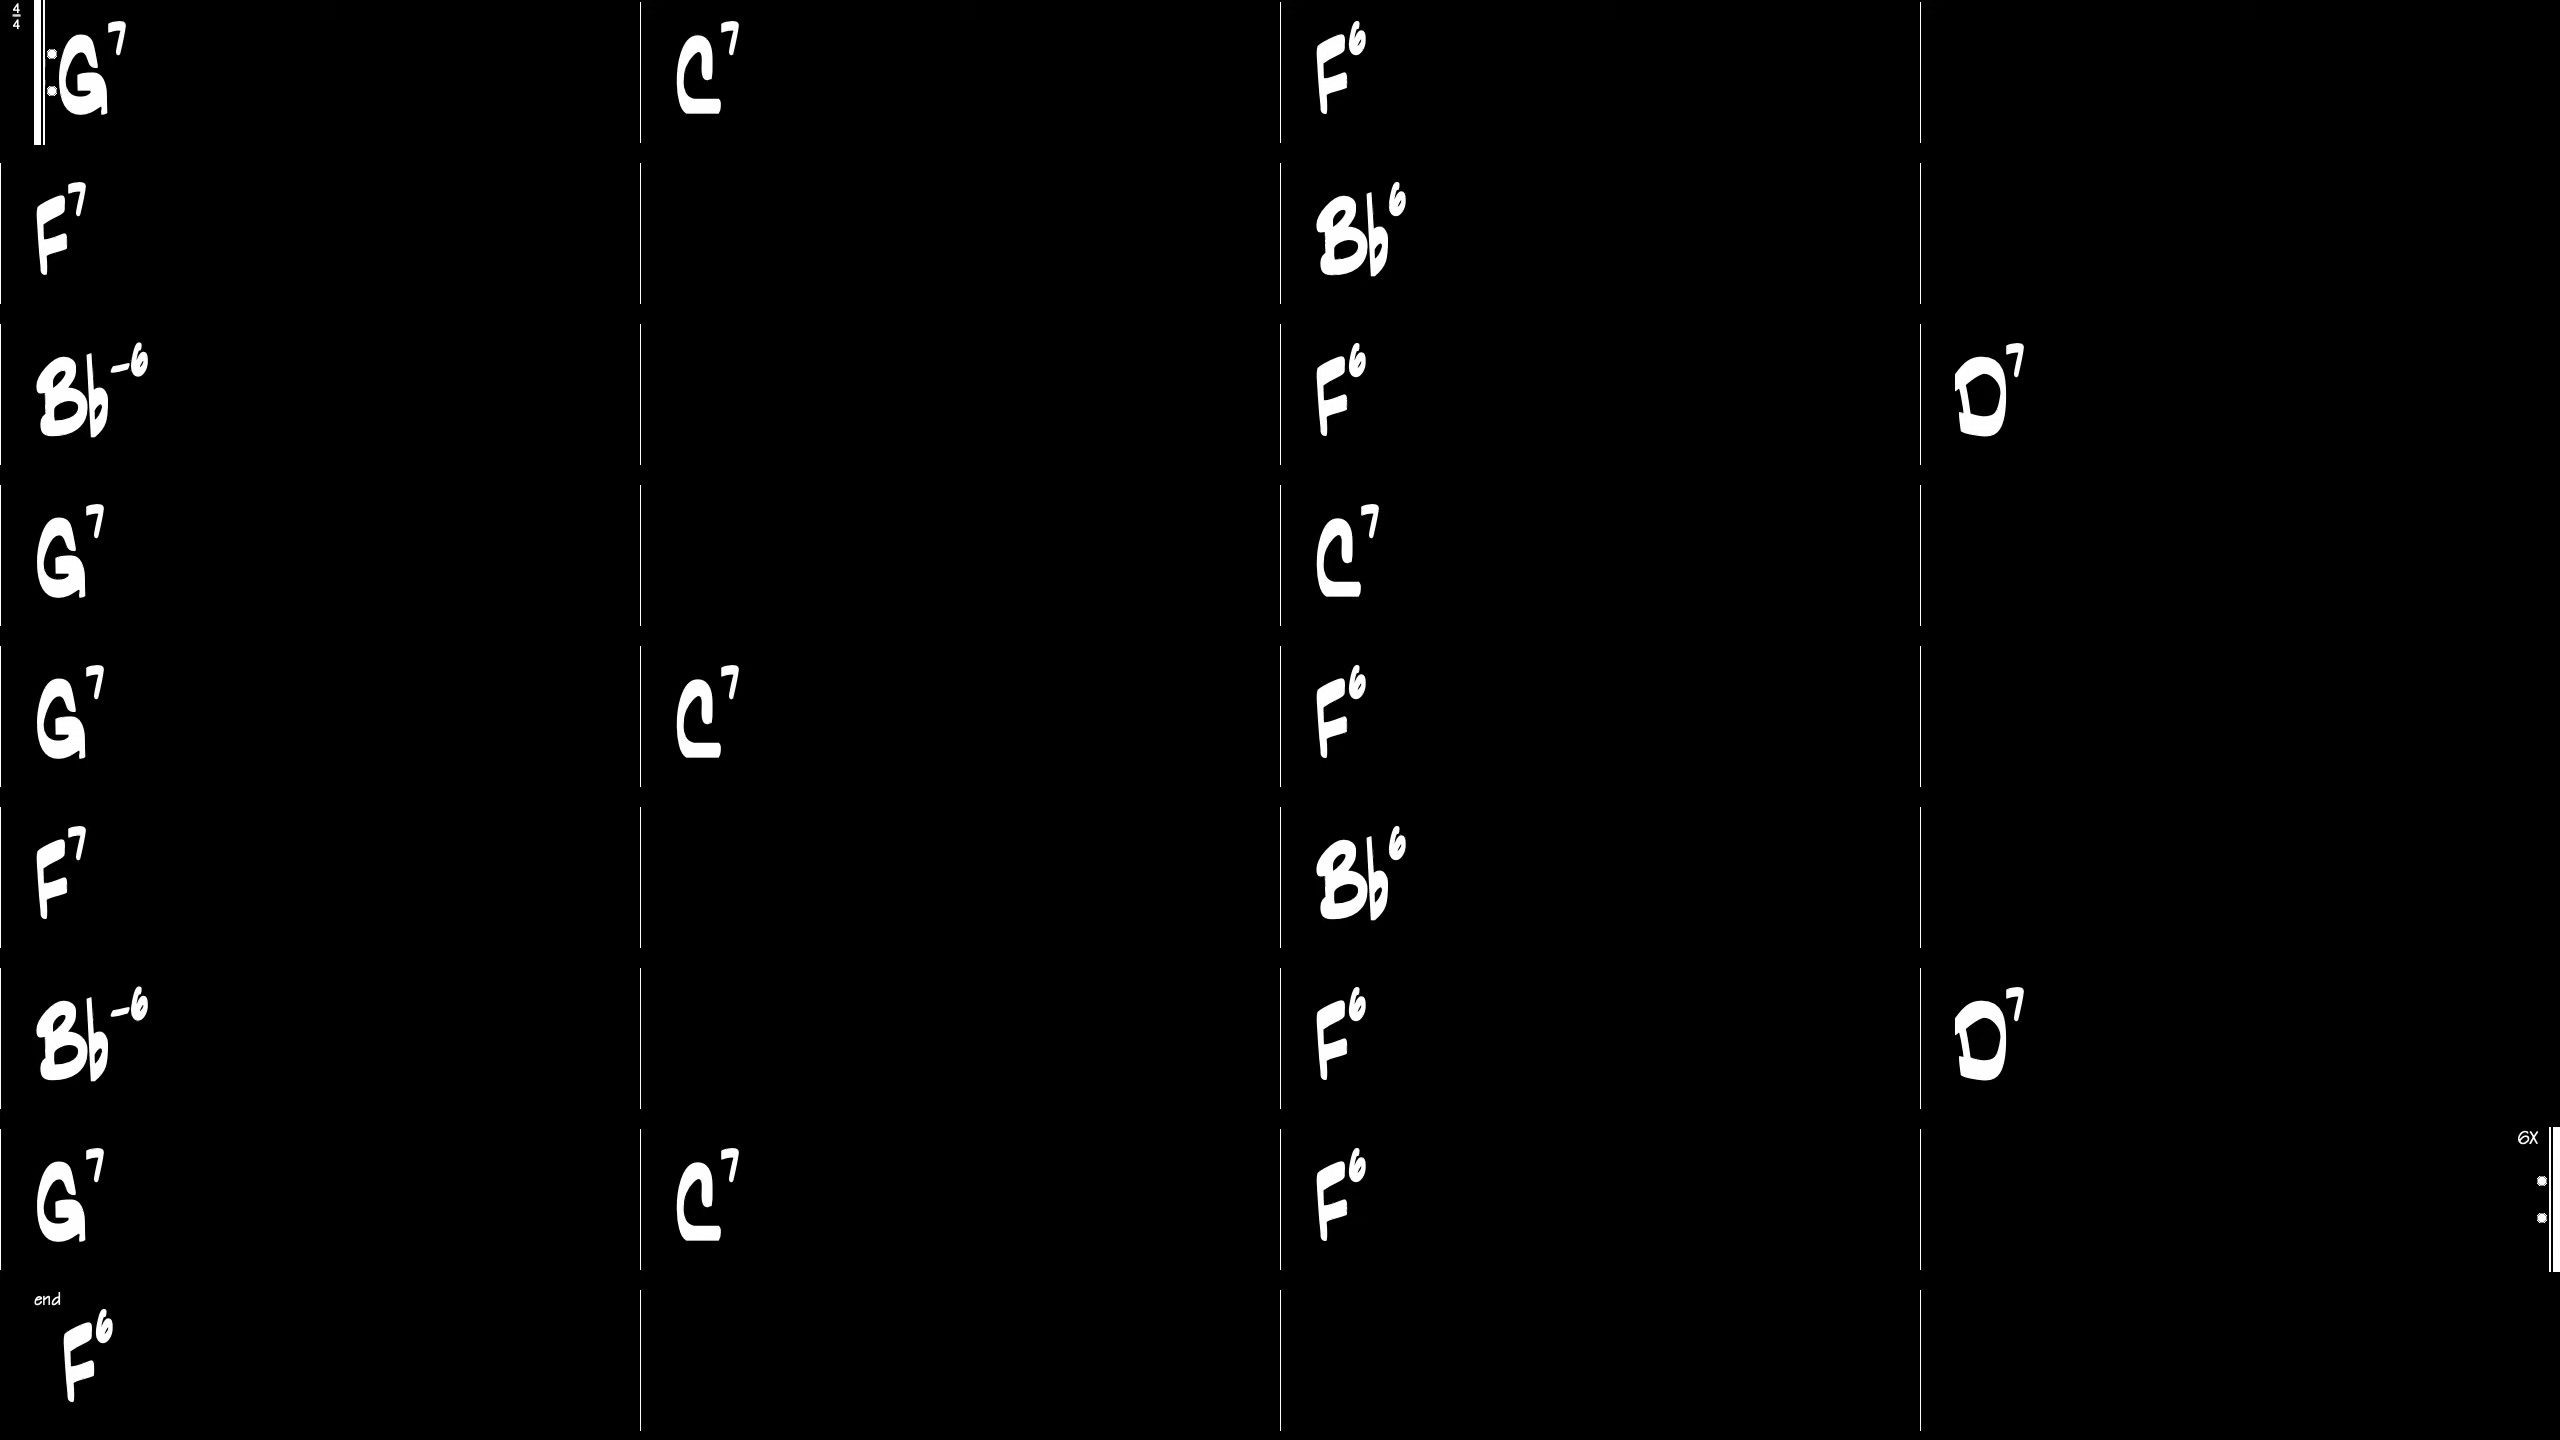 4/4 G7 C7 F6
F7 Bb6
Bb-6 F6 D7
G7 C7
G7 C7 F6
F7 Bb6
Bb-6 F6 D7
G7 C7 F6 6x
end
F6